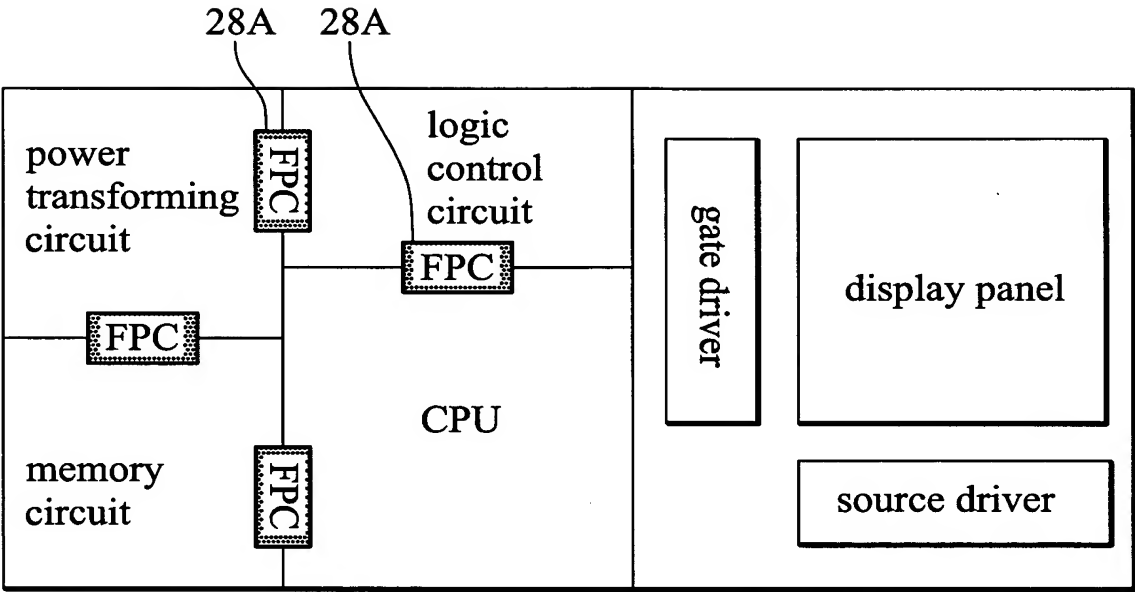 28A
28A
power
transforming
circuit
FPC
logic
control
circuit
FPC
gate driver
display panel
FPC
CPU
memory
circuit
FPC
source driver